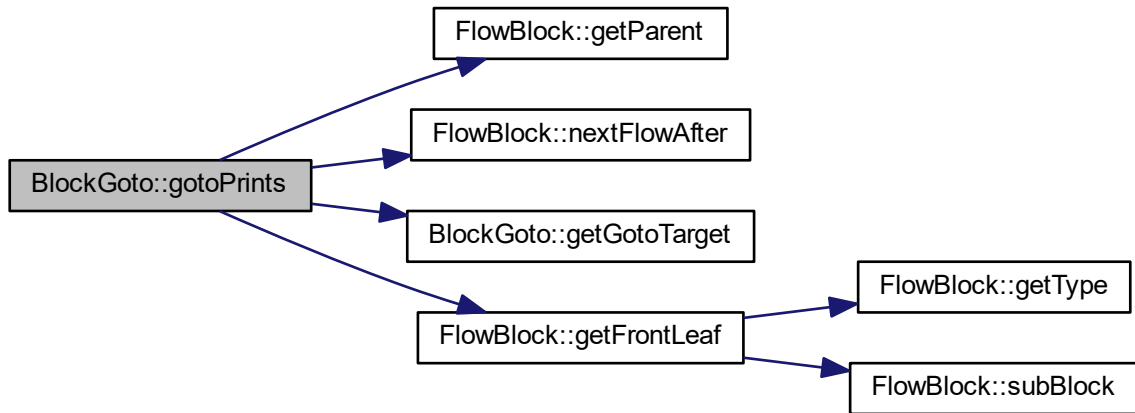 FlowBlock::getParent
FlowBlock::nextFlowAfter
BlockGoto::gotoPrints
BlockGoto::getGotoTarget
FlowBlock::getType
FlowBlock::getFrontLeaf
FlowBlock::subBlock